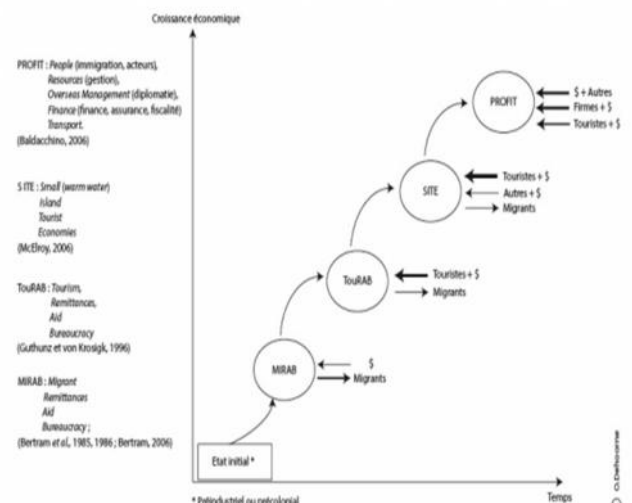 Croissance économique
PROFIT : People (immigration, acteurs),
Resources (gestion),
Overseas Management (diplomatie),
Finance (finance, assurance, fiscalité)
Transport.
(Baldacchino, 2006)
SITE : Small (warm water)
Island
Tourist
Economies
(McElroy, 2006)
TouRAB : Tourism,
Remittances,
Aid
Bureaucracy
(Guthunz et von Krosigk, 1996)
MIRAB : Migrant
Remittances
Aid
Bureaucracy ;
(Bertram et al, 1985, 1986 ; Bertram, 2006)
PROFIT
$ + Autres
Firmes + $
Touristes + $
SITE
Touristes + $
Autres + $
Migrants
TouRAB
Touristes + $
Migrants
MIRAB
$
Migrants
Etat initial *
Temps
* Préindustriel ou précolonial
O.Dehoorne